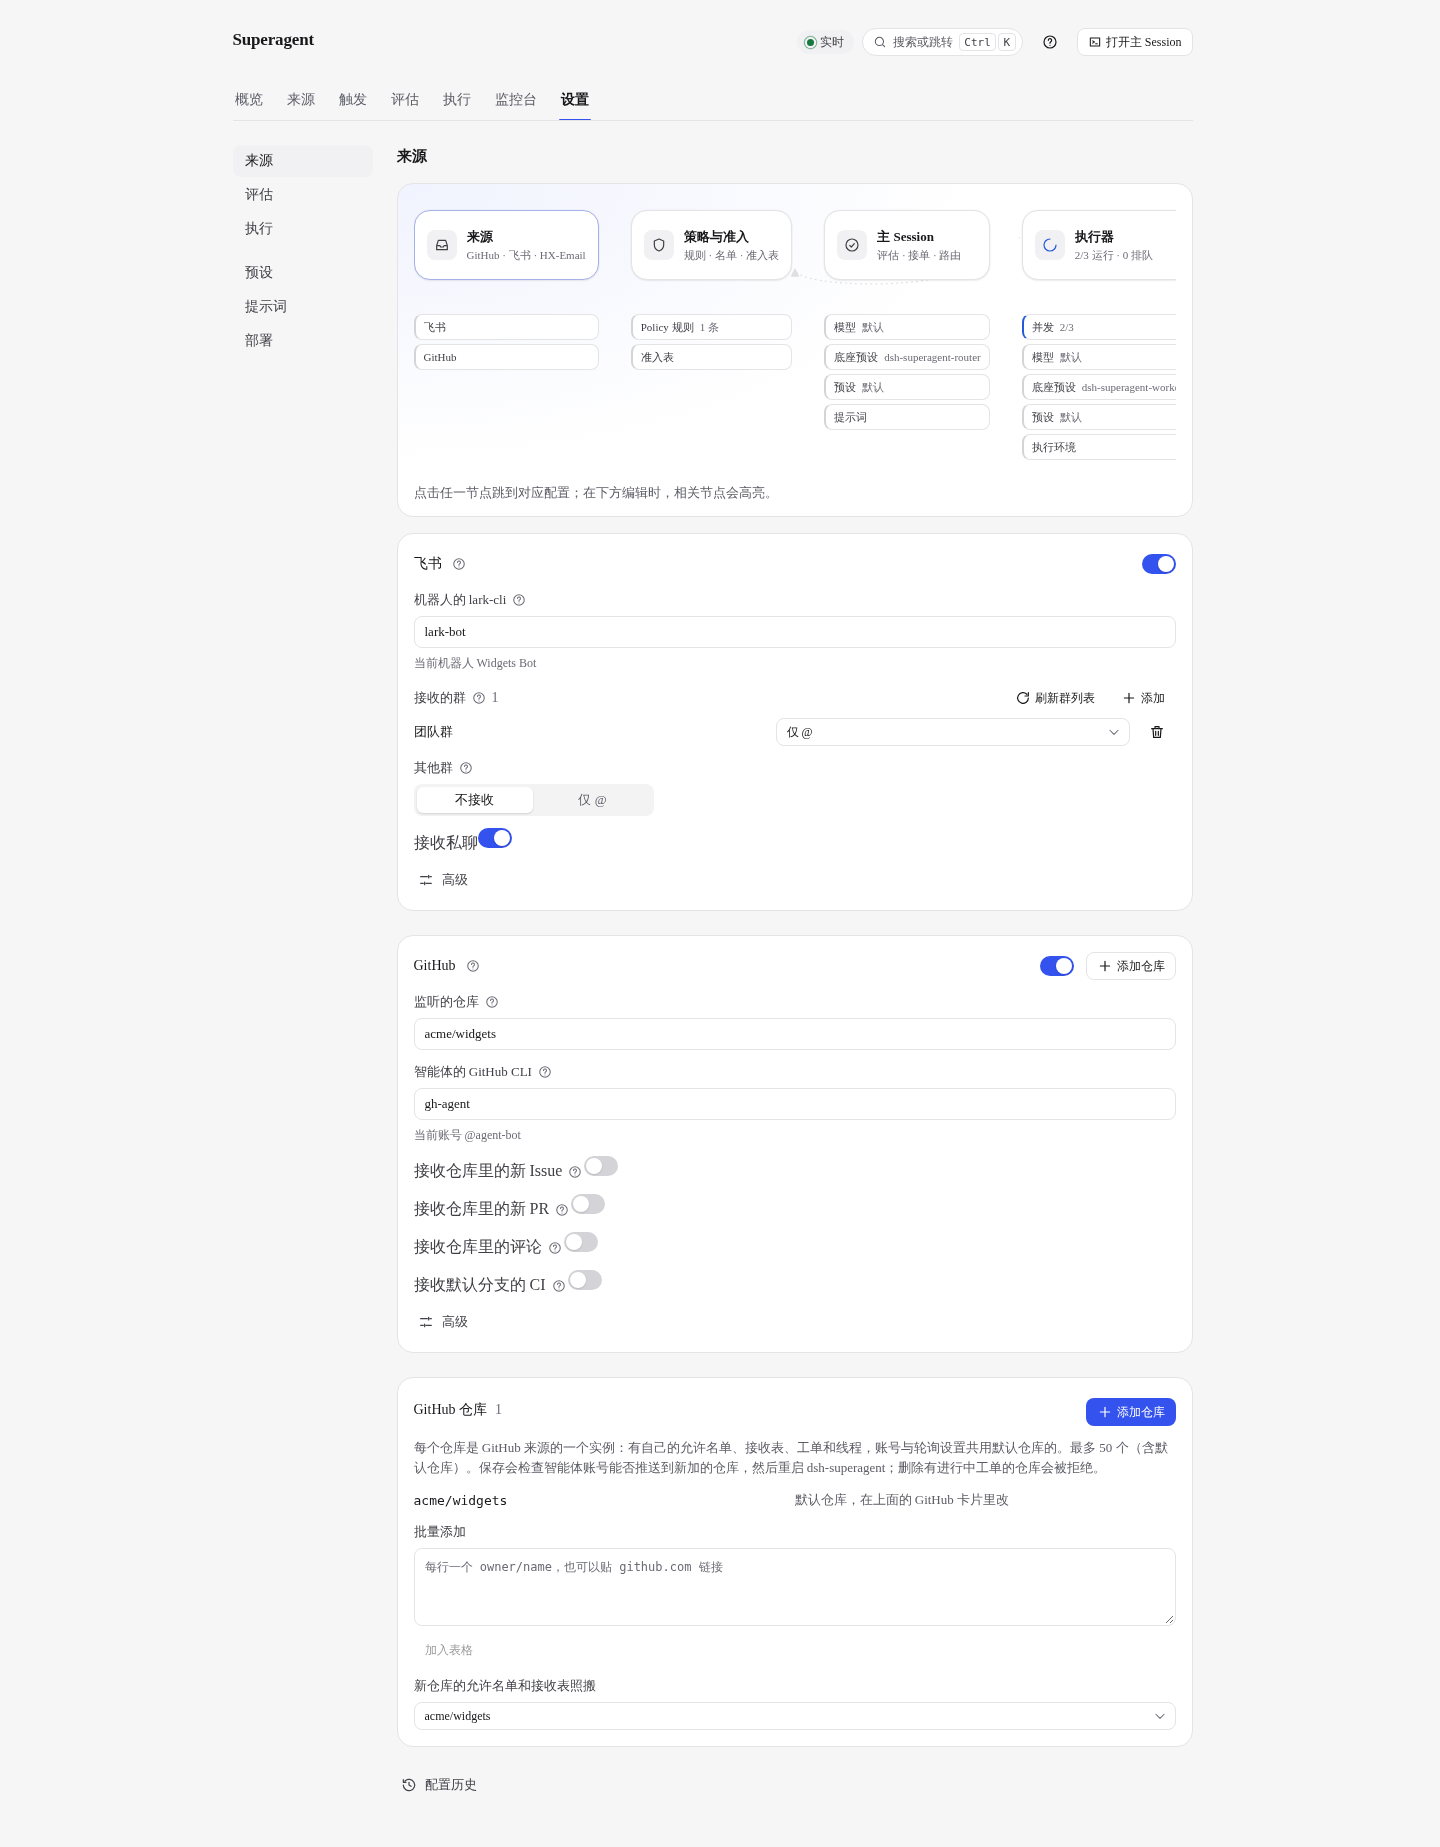 Superagent
实时
搜索或跳转 Ctrl K
打开主 Session
概览 来源 触发 评估 执行 监控台 设置
来源
评估
执行
预设
提示词
部署
来源
来源
GitHub · 飞书 · HX-Email
策略与准入
规则 · 名单 · 准入表
主 Session
评估 · 接单 · 路由
执行器
2/3 运行 · 0 排队
飞书
GitHub
Policy 规则 1 条
准入表
模型 默认
底座预设 dsh-superagent-router
预设 默认
提示词
并发 2/3
模型 默认
底座预设 dsh-superagent-work
预设 默认
执行环境
点击任一节点跳到对应配置；在下方编辑时，相关节点会高亮。
飞书
机器人的 lark-cli
lark-bot
当前机器人 Widgets Bot
接收的群 1
刷新群列表
添加
团队群
仅 @
其他群
不接收 仅 @
接收私聊
高级
GitHub
添加仓库
监听的仓库
acme/widgets
智能体的 GitHub CLI
gh-agent
当前账号 @agent-bot
接收仓库里的新 Issue
接收仓库里的新 PR
接收仓库里的评论
接收默认分支的 CI
高级
GitHub 仓库 1
添加仓库
每个仓库是 GitHub 来源的一个实例：有自己的允许名单、接收表、工单和线程，账号与轮询设置共用默认仓库的。最多 50 个（含默
认仓库）。保存会检查智能体账号能否推送到新加的仓库，然后重启 dsh-superagent；删除有进行中工单的仓库会被拒绝。
acme/widgets
默认仓库，在上面的 GitHub 卡片里改
批量添加
每行一个 owner/name，也可以贴 github.com 链接
加入表格
新仓库的允许名单和接收表照搬
acme/widgets
配置历史